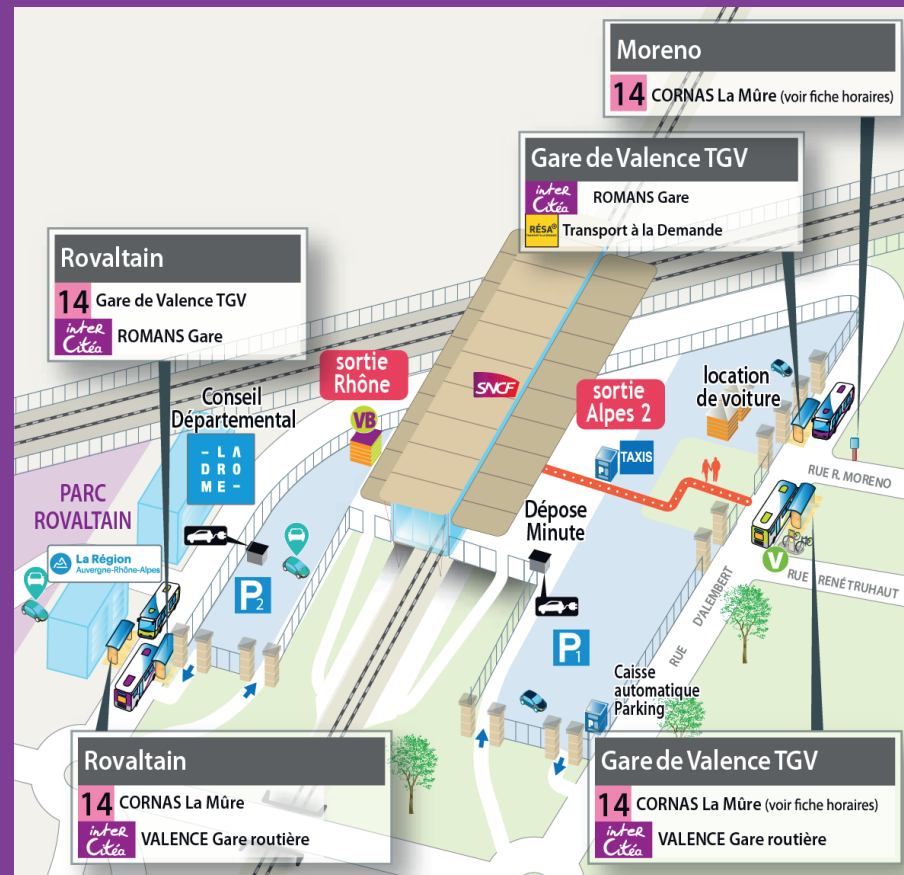 Moreno
14 CORNAS La Mûre (voir fiche horaires)
Gare de Valence TGV
inter Citéa ROMANS Gare
RÉSA® TRANSPORT À LA DEMANDE Transport à la Demande
Rovaltain
14 Gare de Valence TGV
inter Citéa ROMANS Gare
sortie
Rhône
VB
SNCF
sortie
Alpes 2
TAXIS
location
de voiture
Conseil
Départemental
- L A
D R O
M E -
PARC
ROVALTAIN
La Région
Auvergne-Rhône-Alpes
P2
Dépose
Minute
P1
RUE R. MORENO
RUE RENÉ TRUHAUT
RUE D'ALEMBERT
V
Caisse
automatique
Parking
Rovaltain
14 CORNAS La Mûre
inter Citéa VALENCE Gare routière
Gare de Valence TGV
14 CORNAS La Mûre (voir fiche horaires)
inter Citéa VALENCE Gare routière